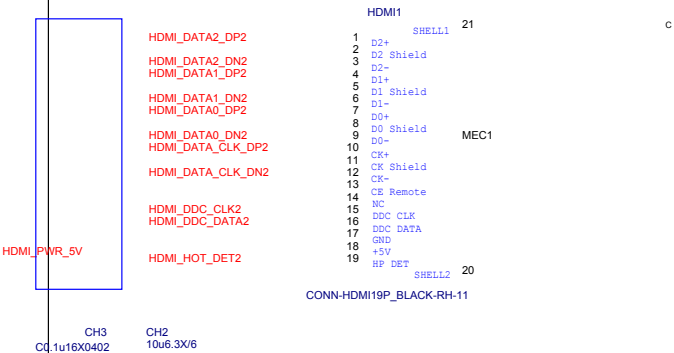 HDMI1
SHELL1 21
C
HDMI_DATA2_DP2 1 D2+
2 D2 Shield
HDMI_DATA2_DN2 3 D2-
HDMI_DATA1_DP2 4 D1+
5 D1 Shield
HDMI_DATA1_DN2 6 D1-
HDMI_DATA0_DP2 7 D0+
8 D0 Shield
HDMI_DATA0_DN2 9 D0-
MEC1
HDMI_DATA_CLK_DP2 10 CK+
11 CK Shield
HDMI_DATA_CLK_DN2 12 CK-
13 CE Remote
14 NC
HDMI_DDC_CLK2 15 DDC CLK
HDMI_DDC_DATA2 16 DDC DATA
17 GND
HDMI_PWR_5V 18 +5V
HDMI_HOT_DET2 19 HP DET
SHELL2 20
CONN-HDMI19P_BLACK-RH-11
CH3 CH2
C0.1u16X0402 10u6.3X/6